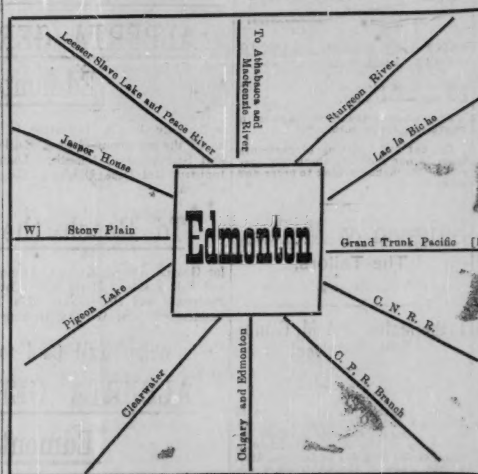 To Athabasca and
Mackenzie River
Leesser Slave Lake and Peace River
Sturgeon River
Jasper House
Lac la Biche
Edmonton
W] Stony Plain
Grand Trunk Pacific
Pigeon Lake
C. N. R. R.
Clearwater
Calgary and Edmonton
C. P. R. Branch